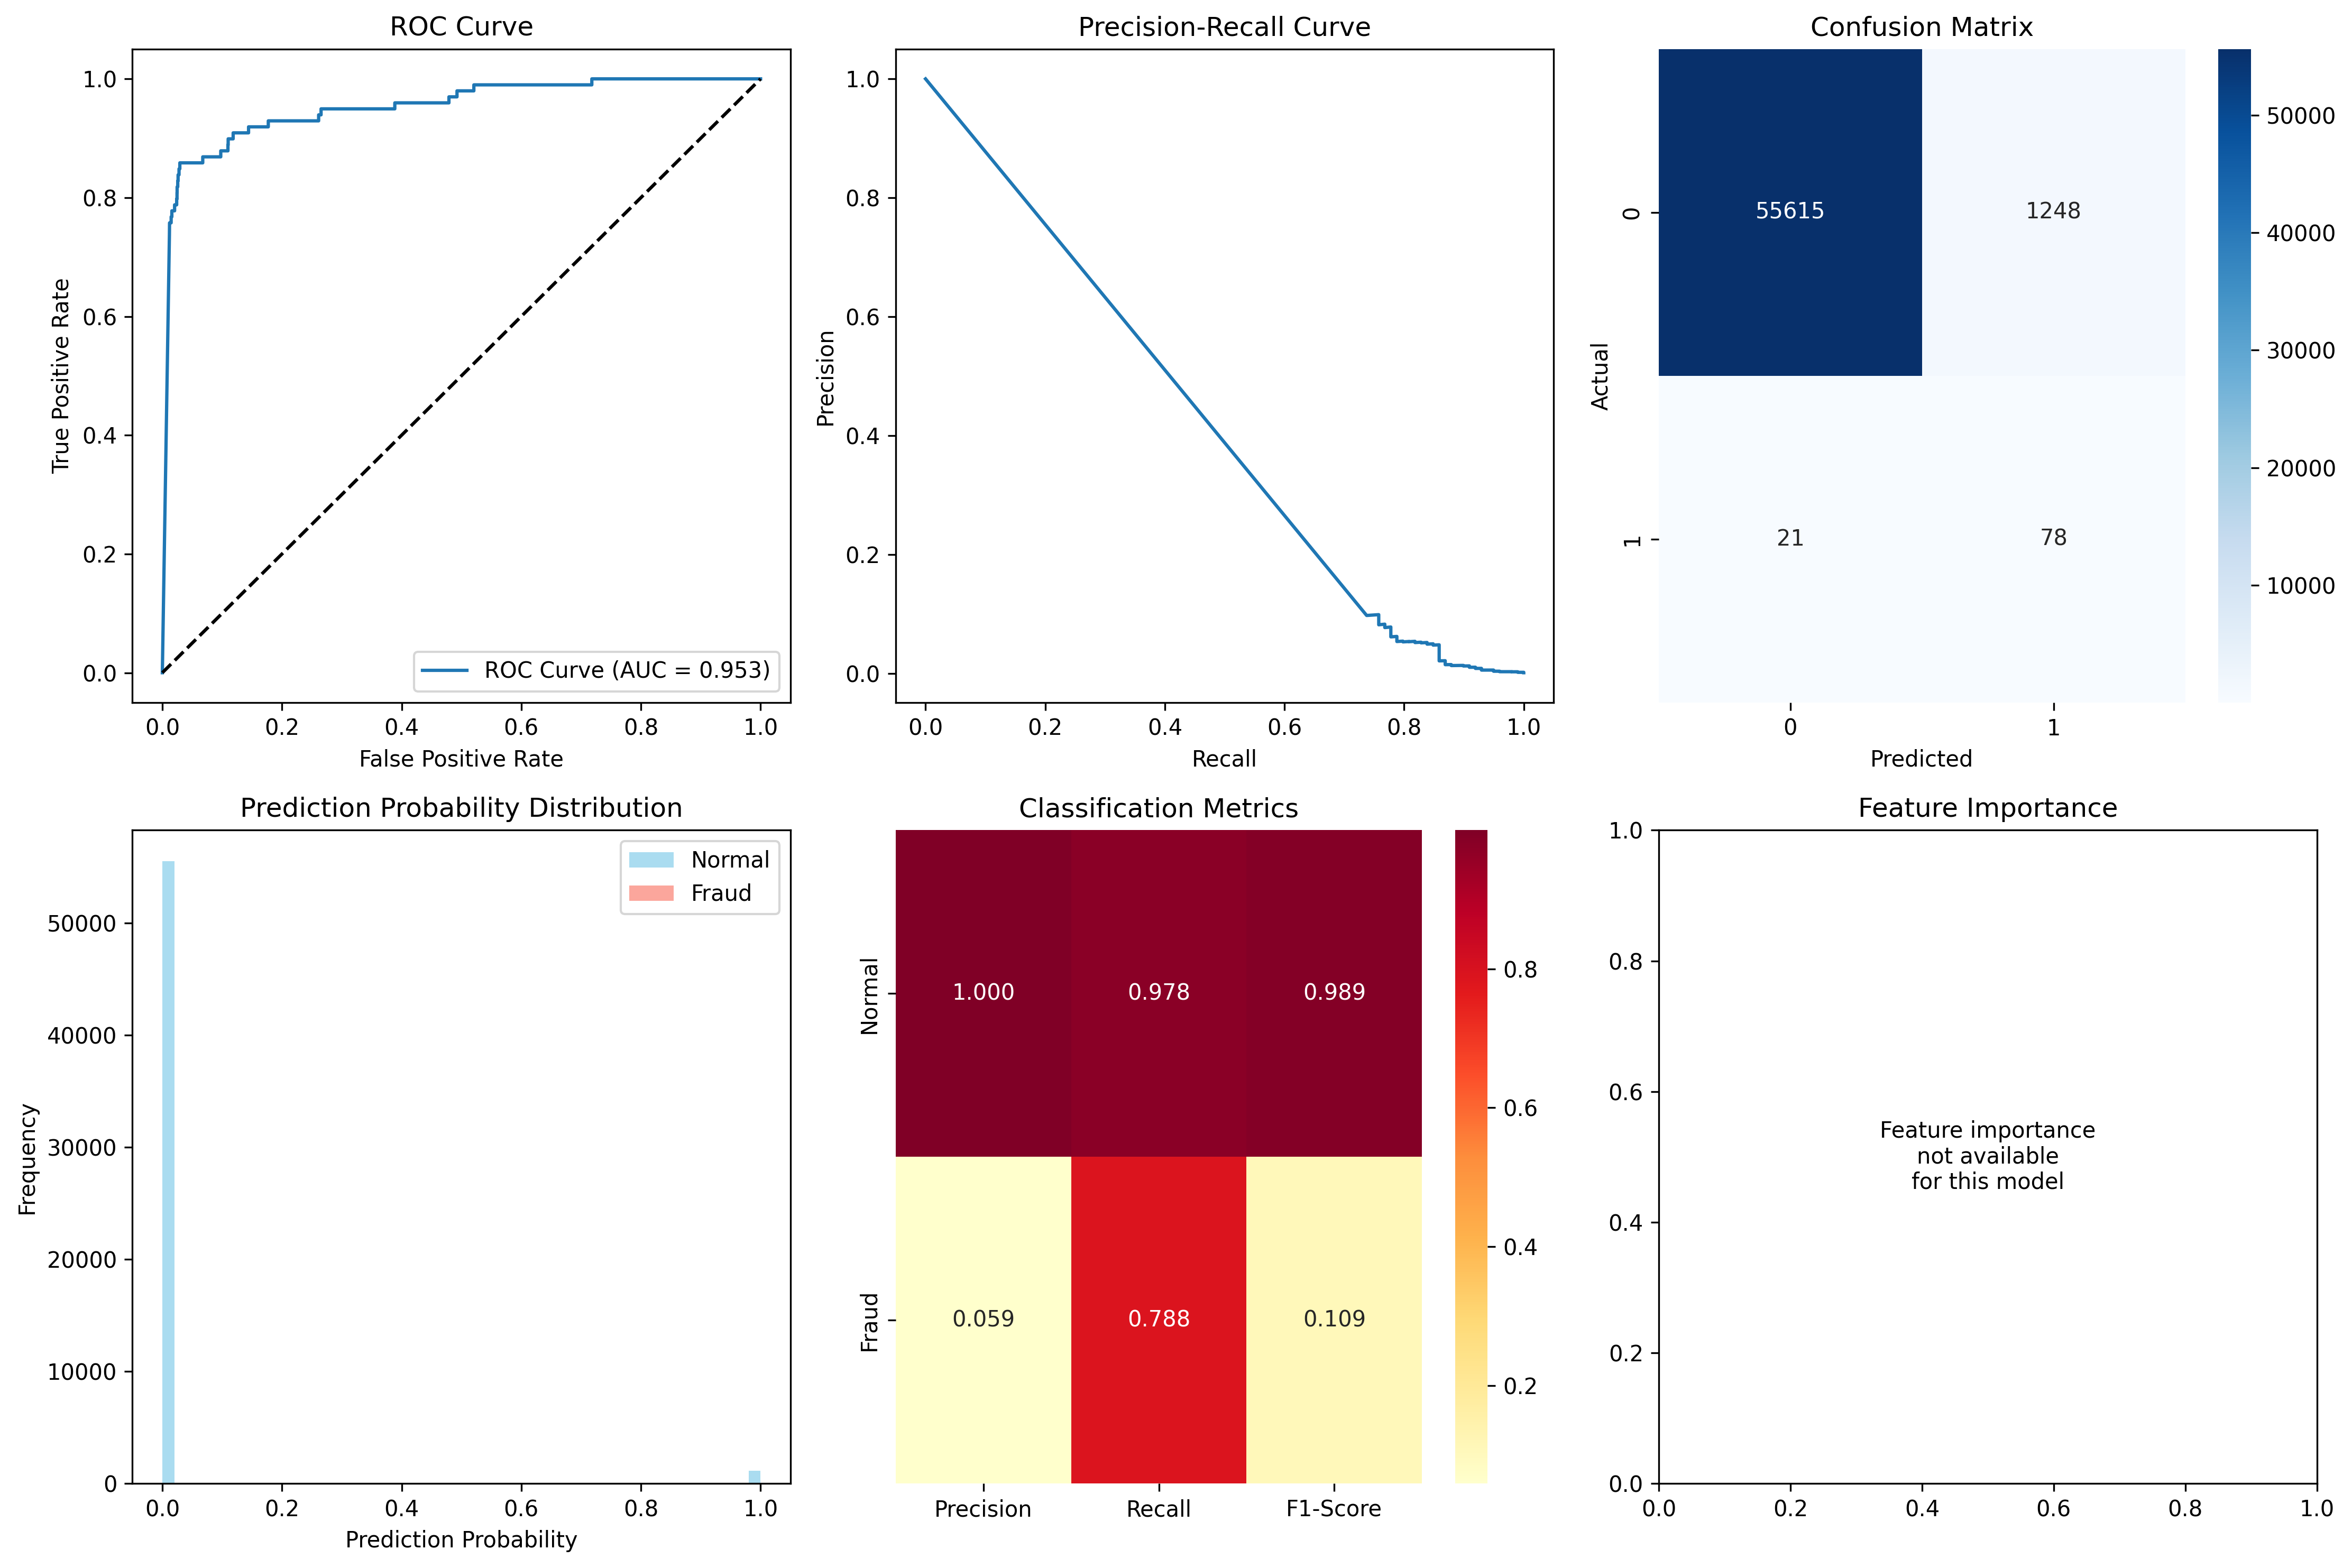 ROC Curve
1.0
0.8
0.6
0.4
0.2
0.0
True Positive Rate
ROC Curve (AUC = 0.953)
0.0 0.2 0.4 0.6 0.8 1.0
False Positive Rate
Precision-Recall Curve
1.0
0.8
0.6
0.4
0.2
0.0
Precision
0.0 0.2 0.4 0.6 0.8 1.0
Recall
Confusion Matrix
0
1
Actual
55615 1248
21 78
0 1
Predicted
50000
40000
30000
20000
10000
Prediction Probability Distribution
Normal
Fraud
50000
40000
30000
20000
10000
0
Frequency
0.0 0.2 0.4 0.6 0.8 1.0
Prediction Probability
Classification Metrics
Normal
Fraud
1.000 0.978 0.989
0.059 0.788 0.109
Precision Recall F1-Score
0.8
0.6
0.4
0.2
Feature Importance
1.0
0.8
0.6
0.4
0.2
0.0
Feature importance
not available
for this model
0.0 0.2 0.4 0.6 0.8 1.0